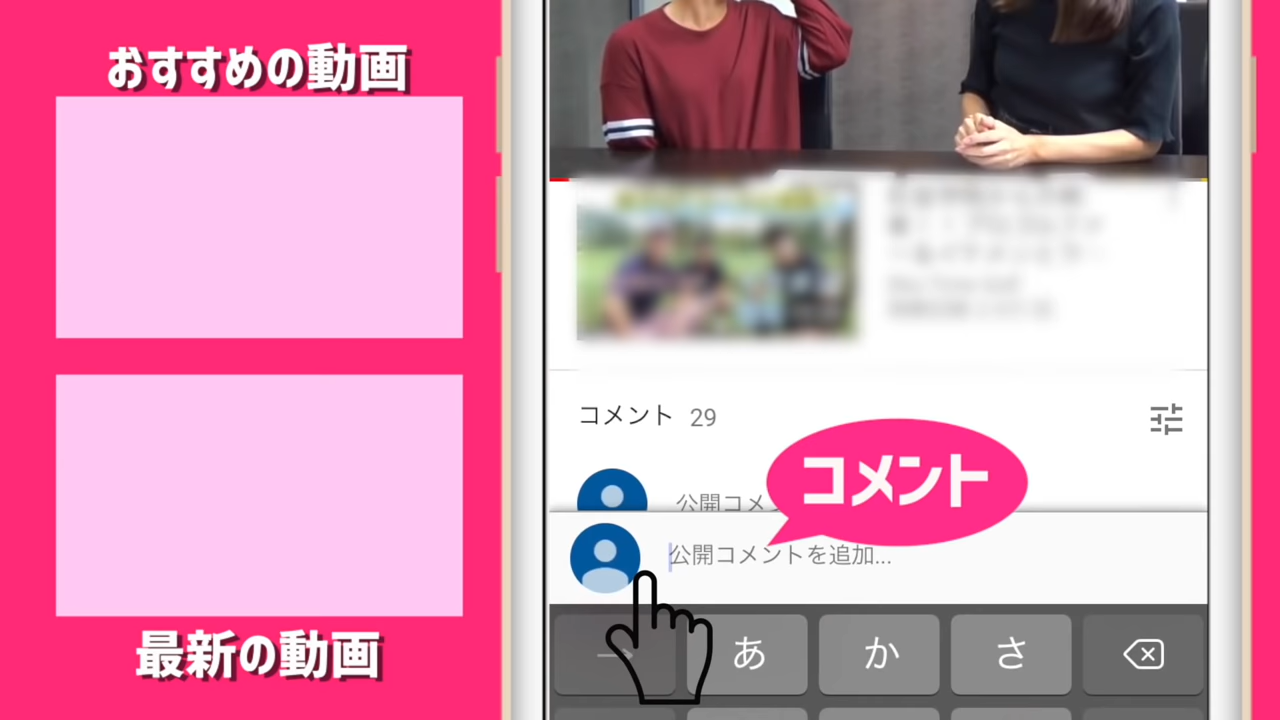 おすすめの動画
最新の動画
コメント 29
コメント
公開コメ
公開コメントを追加...
→
あ
か
さ